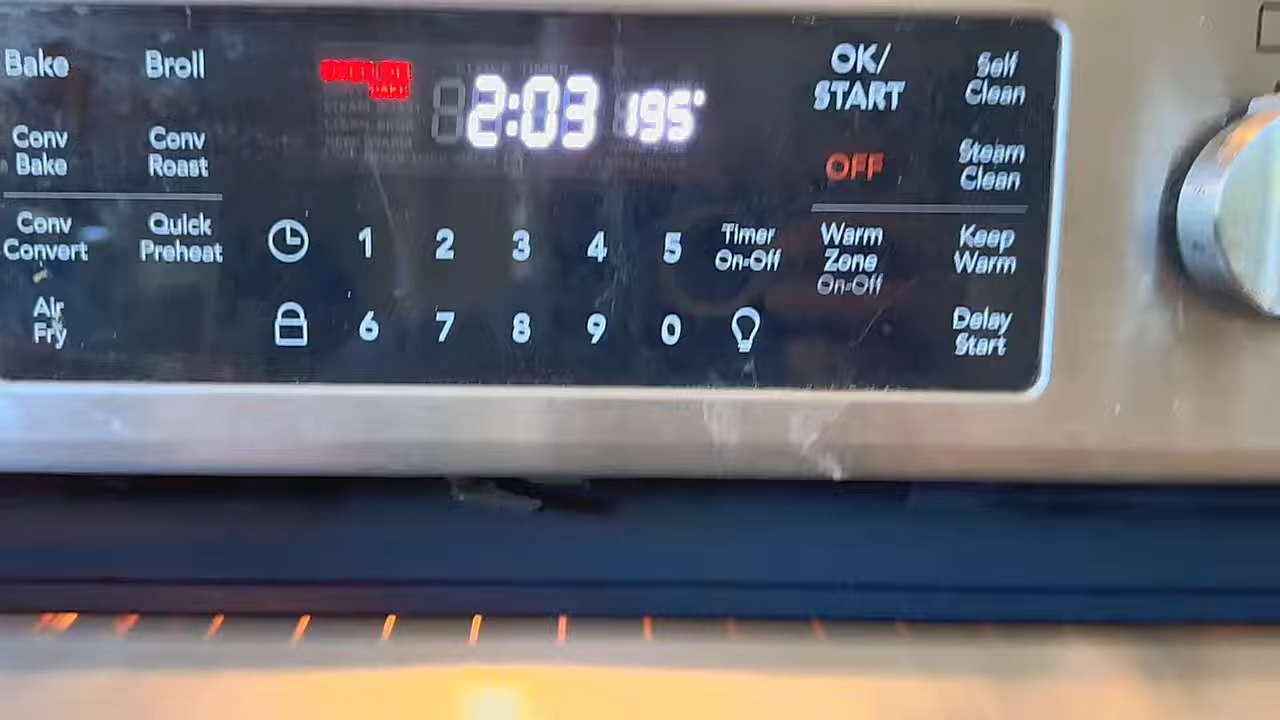 Bake
Broll
2:03
195°
OK/
START
Self
Clean
Conv
Bake
Conv
Roast
OFF
Steam
Clean
Conv
Convert
Quick
Preheat
1
2
3
4
5
Timer
On-Off
Warm
Zone
On-Off
Keep
Warm
Air
Fry
6
7
8
9
0
Delay
Start